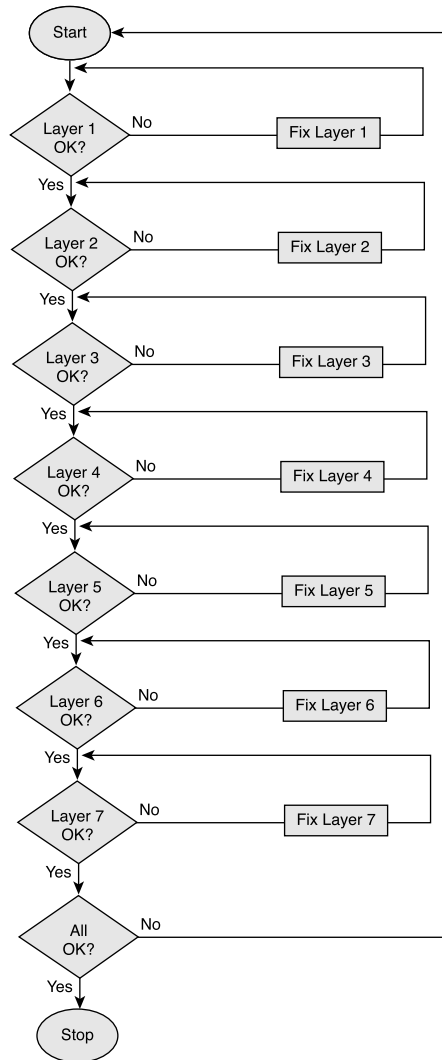 Start
Layer 1
OK?
No
Fix Layer 1
Yes
Layer 2
OK?
No
Fix Layer 2
Yes
Layer 3
OK?
No
Fix Layer 3
Yes
Layer 4
OK?
No
Fix Layer 4
Yes
Layer 5
OK?
No
Fix Layer 5
Yes
Layer 6
OK?
No
Fix Layer 6
Yes
Layer 7
OK?
No
Fix Layer 7
Yes
All
OK?
No
Yes
Stop